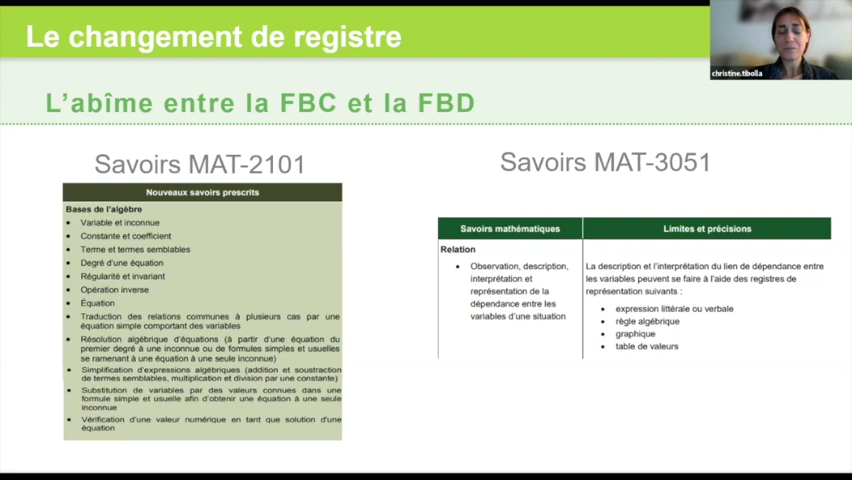 Le changement de registre
christine.tibolla
L'abîme entre la FBC et la FBD
Savoirs MAT-2101
Nouveaux savoirs prescrits
Bases de l'algèbre
• Variable et inconnue
• Constante et coefficient
• Terme et termes semblables
• Degré d'une équation
• Régularité et invariant
• Opération inverse
• Équation
• Traduction des relations communes à plusieurs cas par une
équation simple comportant des variables
• Résolution algébrique d'équations (à partir d'une équation du
premier degré à une inconnue ou de formules simples et usuelles
se ramenant à une équation à une seule inconnue)
• Simplification d'expressions algébriques (addition et soustraction
de termes semblables, multiplication et division par une constante)
• Substitution de variables par des valeurs connues dans une
formule simple et usuelle afin d'obtenir une équation à une seule
inconnue
• Vérification d'une valeur numérique en tant que solution d'une
équation
Savoirs MAT-3051
Savoirs mathématiques
Limites et précisions
Relation
• Observation, description,
interprétation et
représentation de la
dépendance entre les
variables d'une situation
La description et l'interprétation du lien de dépendance entre
les variables peuvent se faire à l'aide des registres de
représentation suivants :
• expression littérale ou verbale
• règle algébrique
• graphique
• table de valeurs